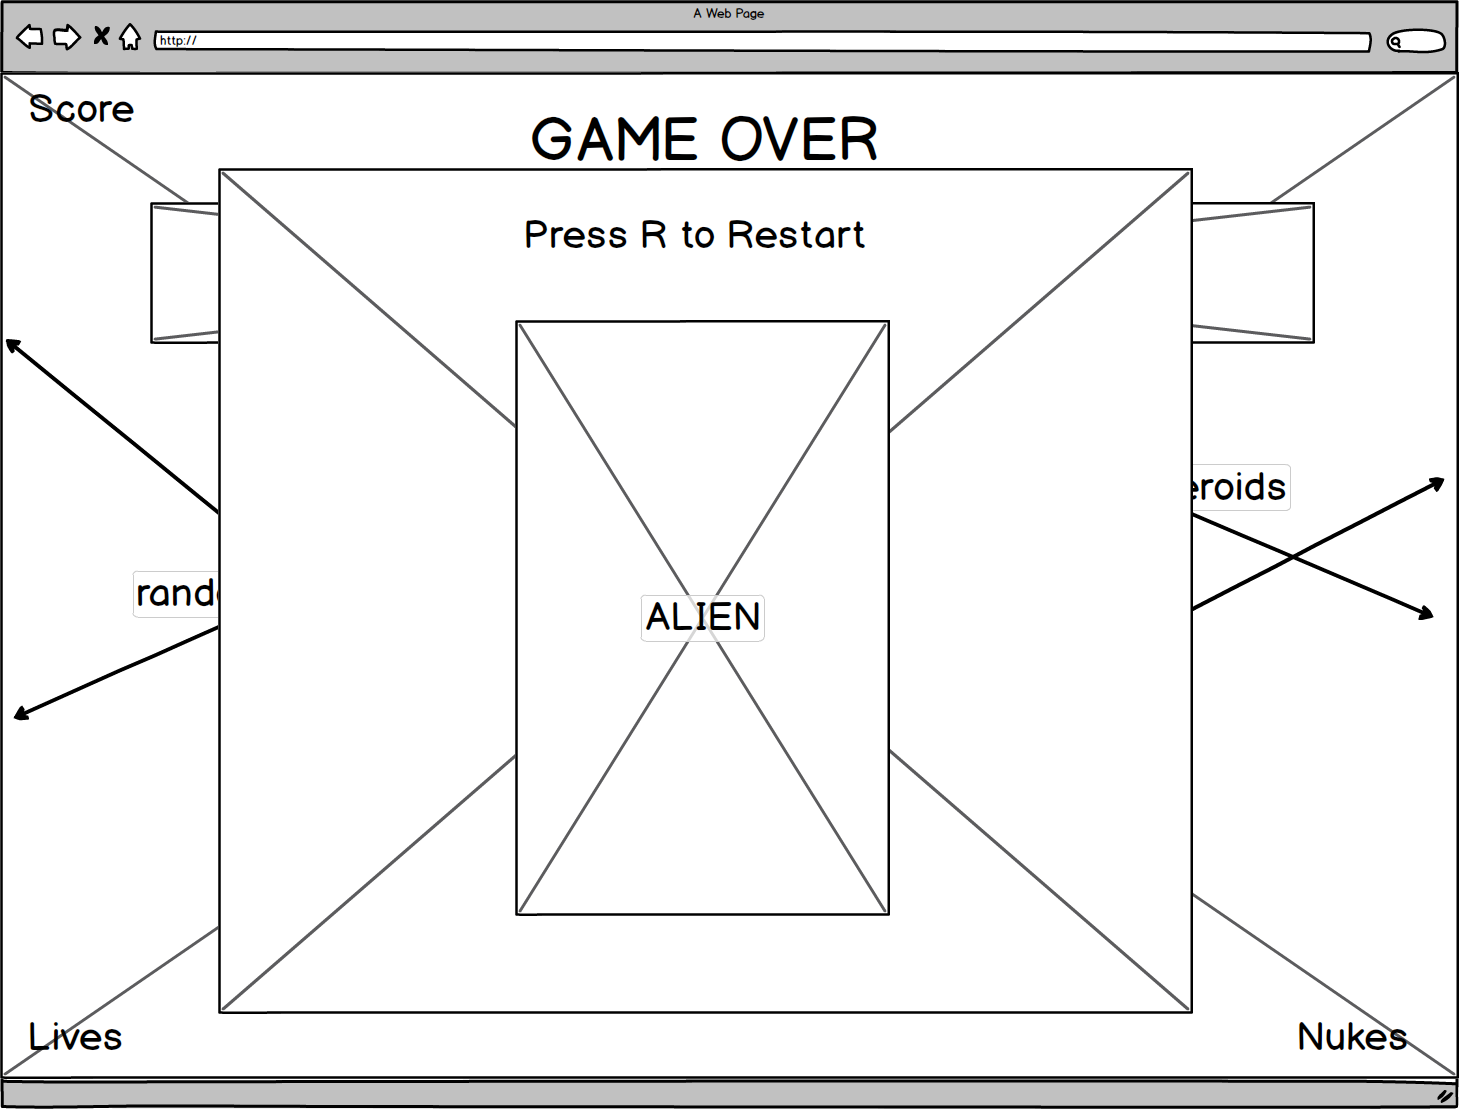 A Web Page
http://
Score
GAME OVER
Press R to Restart
eroids
rand
ALIEN
Lives
Nukes